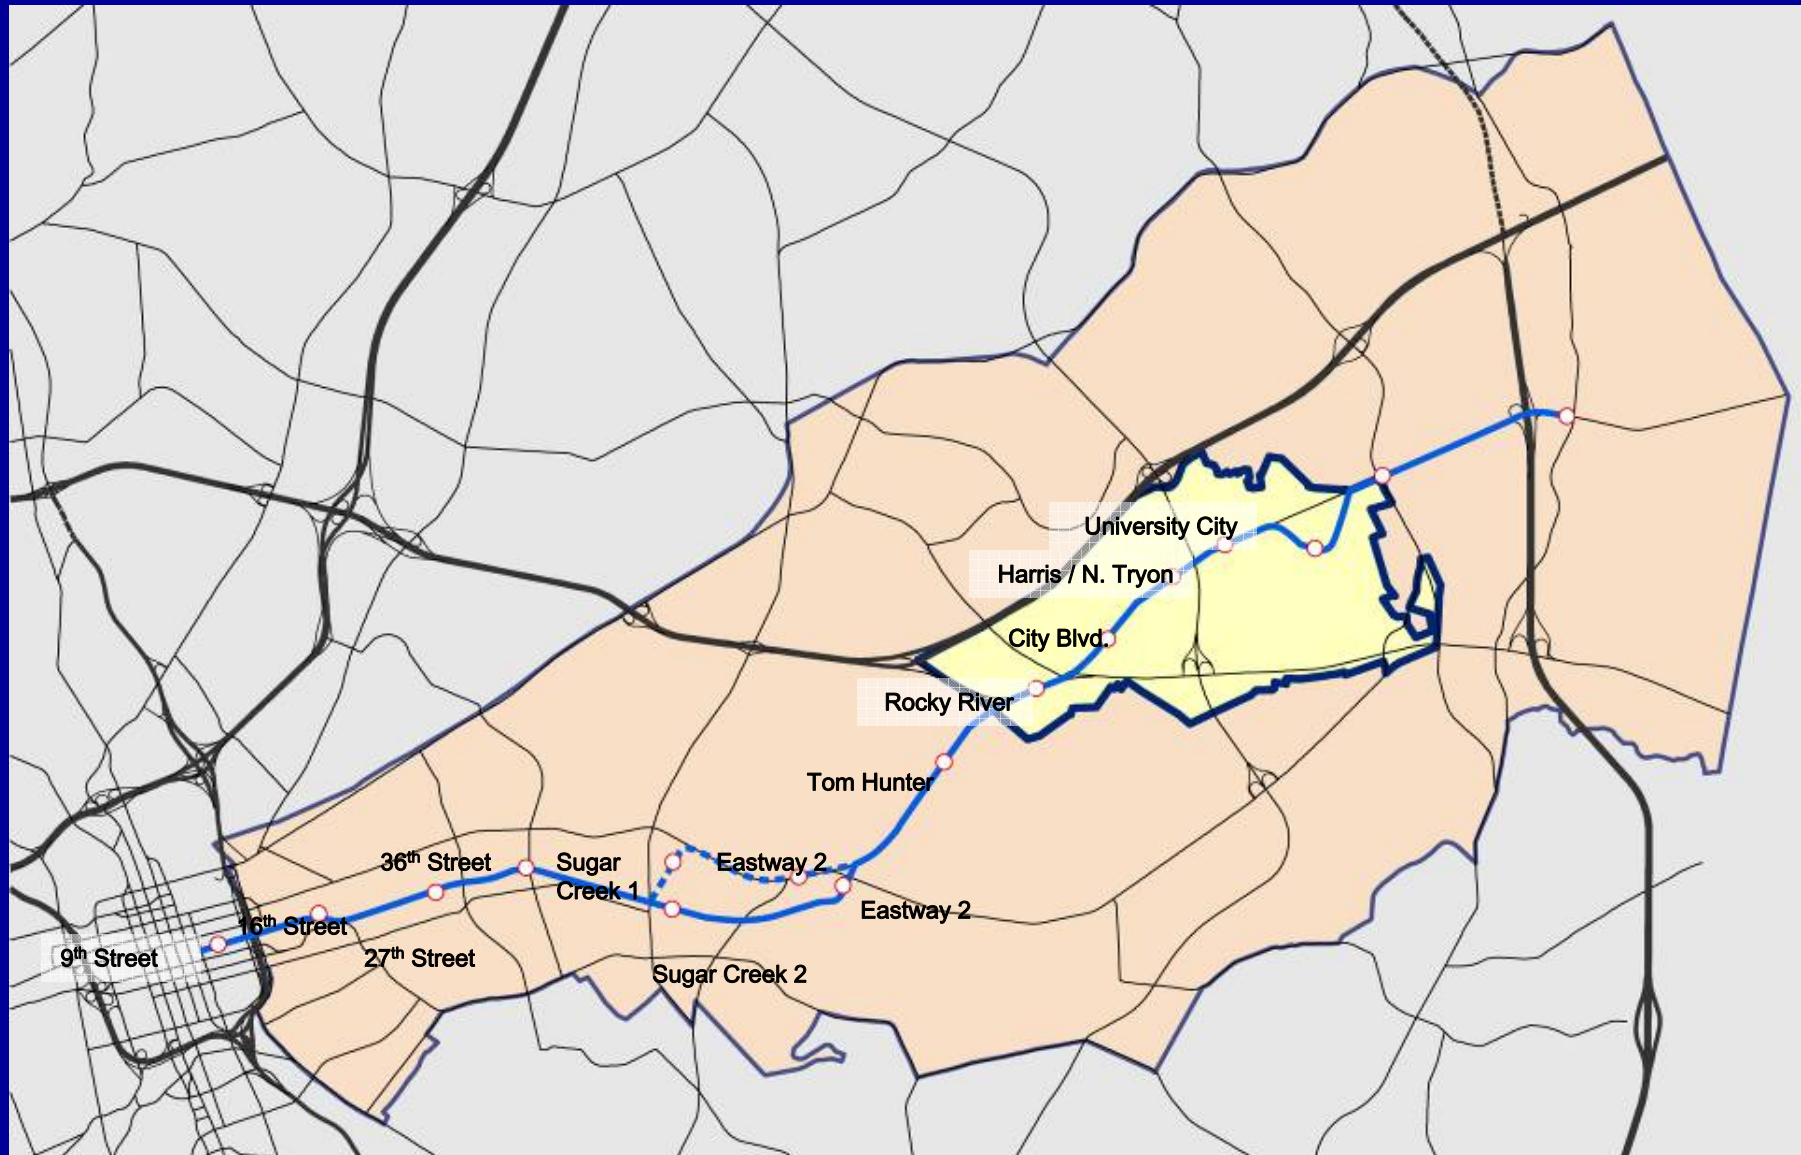 University City
Harris / N. Tryon
City Blvd.
Rocky River
Tom Hunter
36th Street
Sugar
Creek 1
Eastway 2
Eastway 2
16th Street
9th Street
27th Street
Sugar Creek 2